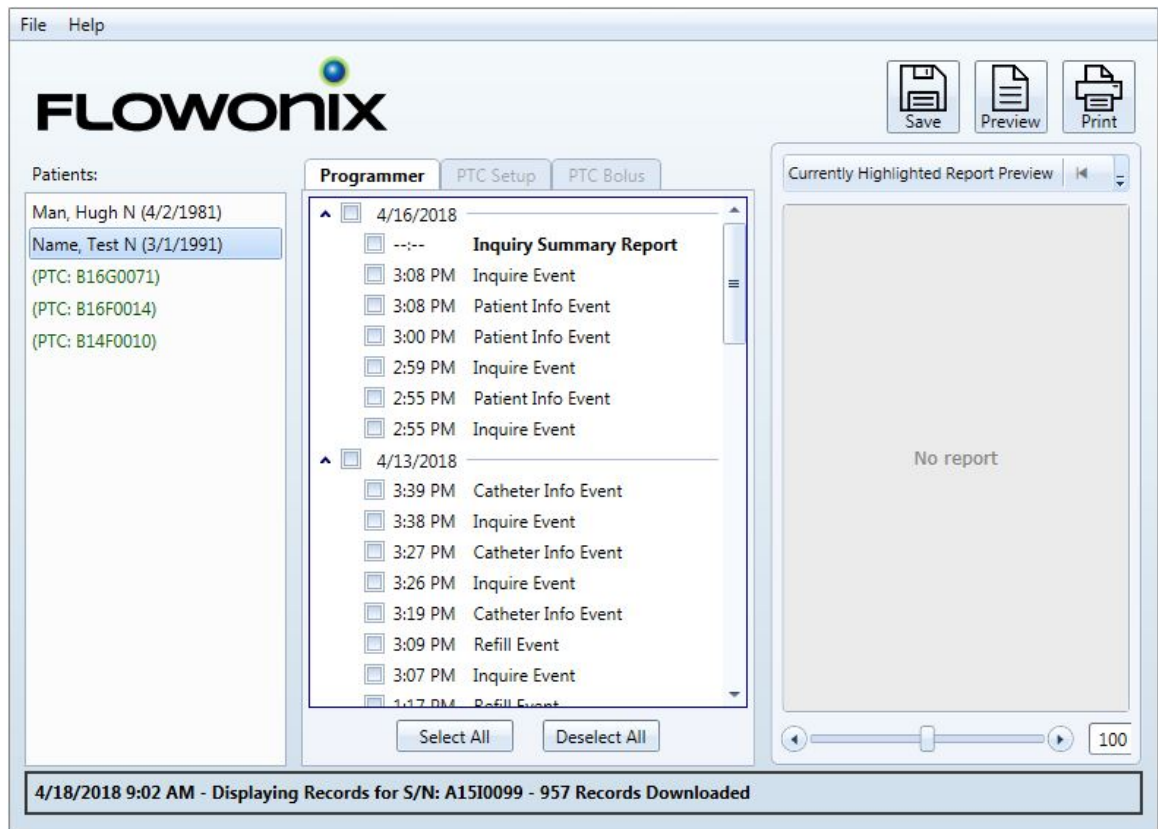 File Help
FLOWONIX
Save Preview Print
Patients:
Man, Hugh N (4/2/1981)
Name, Test N (3/1/1991)
(PTC: B16G0071)
(PTC: B16F0014)
(PTC: B14F0010)
Programmer PTC Setup PTC Bolus
4/16/2018
--:-- Inquiry Summary Report
3:08 PM Inquire Event
3:08 PM Patient Info Event
3:00 PM Patient Info Event
2:59 PM Inquire Event
2:55 PM Patient Info Event
2:55 PM Inquire Event
4/13/2018
3:39 PM Catheter Info Event
3:38 PM Inquire Event
3:27 PM Catheter Info Event
3:26 PM Inquire Event
3:19 PM Catheter Info Event
3:09 PM Refill Event
3:07 PM Inquire Event
1:17 PM Refill Event
Select All Deselect All
Currently Highlighted Report Preview
No report
100
4/18/2018 9:02 AM - Displaying Records for S/N: A15I0099 - 957 Records Downloaded